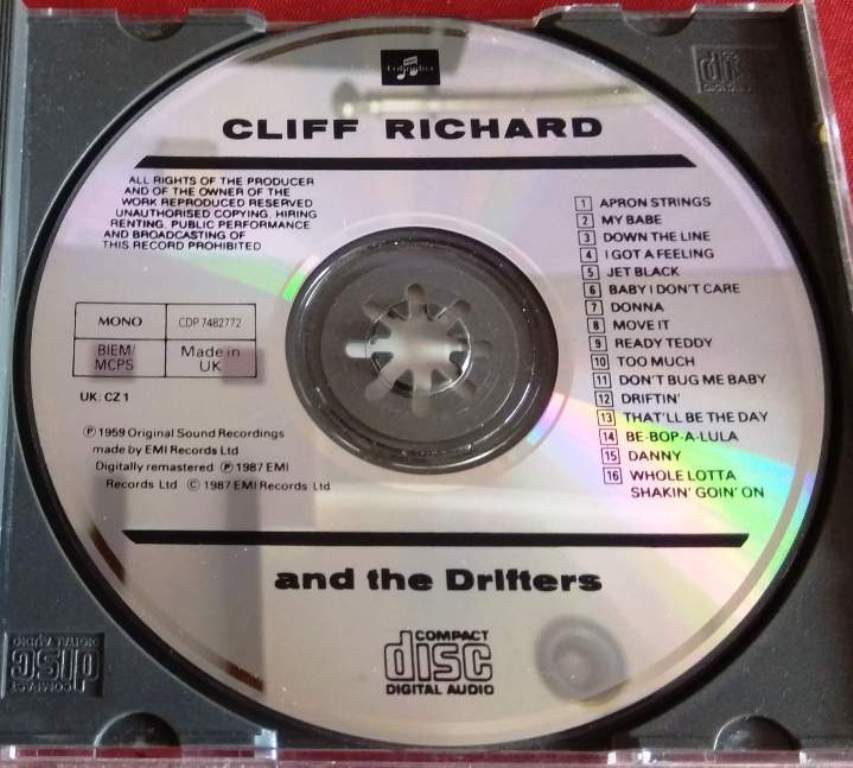 Columbia
CLIFF RICHARD
ALL RIGHTS OF THE PRODUCER
AND OF THE OWNER OF THE
WORK REPRODUCED RESERVED
UNAUTHORISED COPYING, HIRING
RENTING, PUBLIC PERFORMANCE
AND BROADCASTING OF
THIS RECORD PROHIBITED
MONO
CDP 7482772
BIEM/
MCPS
Made in
UK
UK: CZ 1
℗ 1959 Original Sound Recordings
made by EMI Records Ltd
Digitally remastered ℗ 1987 EMI
Records Ltd © 1987 EMI Records Ltd
1 APRON STRINGS
2 MY BABE
3 DOWN THE LINE
4 I GOT A FEELING
5 JET BLACK
6 BABY I DON'T CARE
7 DONNA
8 MOVE IT
9 READY TEDDY
10 TOO MUCH
11 DON'T BUG ME BABY
12 DRIFTIN'
13 THAT'LL BE THE DAY
14 BE-BOP-A-LULA
15 DANNY
16 WHOLE LOTTA
SHAKIN' GOIN' ON
and the Drifters
COMPACT
disc
DIGITAL AUDIO
COMPACT
disc
DIGITAL AUDIO